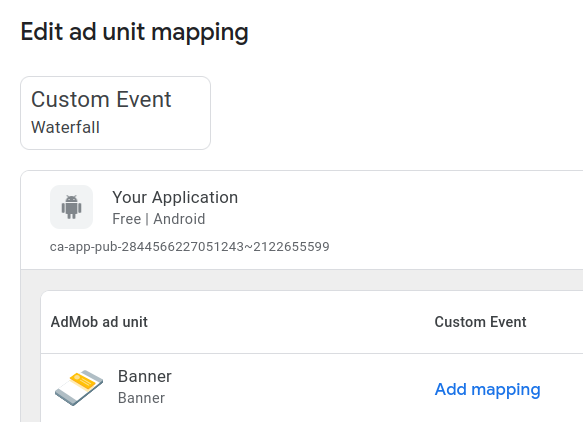 Edit ad unit mapping
Custom Event
Waterfall
Your Application
Free | Android
ca-app-pub-2844566227051243~2122655599
AdMob ad unit
Custom Event
Banner
Banner
Add mapping